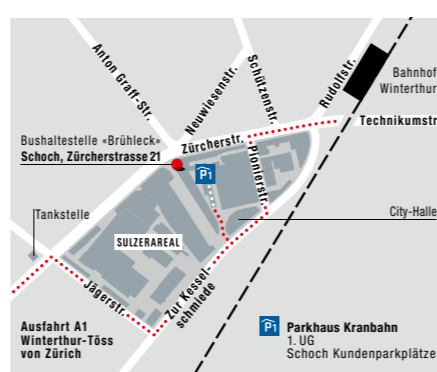 Anton Graff-Str.
Neuwiesenstr.
Schützenstr.
Rudolfstr.
Bahnhof
Winterthur
Technikumstr
Bushaltestelle «Brühleck»
Schoch, Zürcherstrasse 21
Zürcherstr.
Pionierstr.
P1
Tankstelle
City-Halle
SULZERAREAL
Jägerstr.
Zur Kessel-
schmiede
Ausfahrt A1
Winterthur-Töss
von Zürich
P1
Parkhaus Kranbahn
1. UG
Schoch Kundenparkplätze